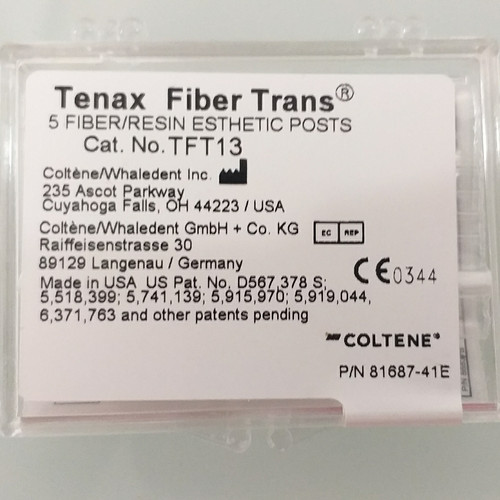 Tenax Fiber Trans®
5 FIBER/RESIN ESTHETIC POSTS
Cat. No. TFT13
Coltène/Whaledent Inc.
235 Ascot Parkway
Cuyahoga Falls, OH 44223 / USA
Coltène/Whaledent GmbH + Co. KG EC REP
Raiffeisenstrasse 30
89129 Langenau / Germany
CE0344
Made in USA US Pat. No. D567,378 S;
5,518,399; 5,741,139; 5,915,970; 5,919,044,
6,371,763 and other patents pending
COLTENE®
P/N 81687-41E